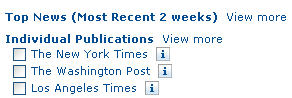 Top News (Most Recent 2 weeks) View more
Individual Publications View more
The New York Times i
The Washington Post i
Los Angeles Times i